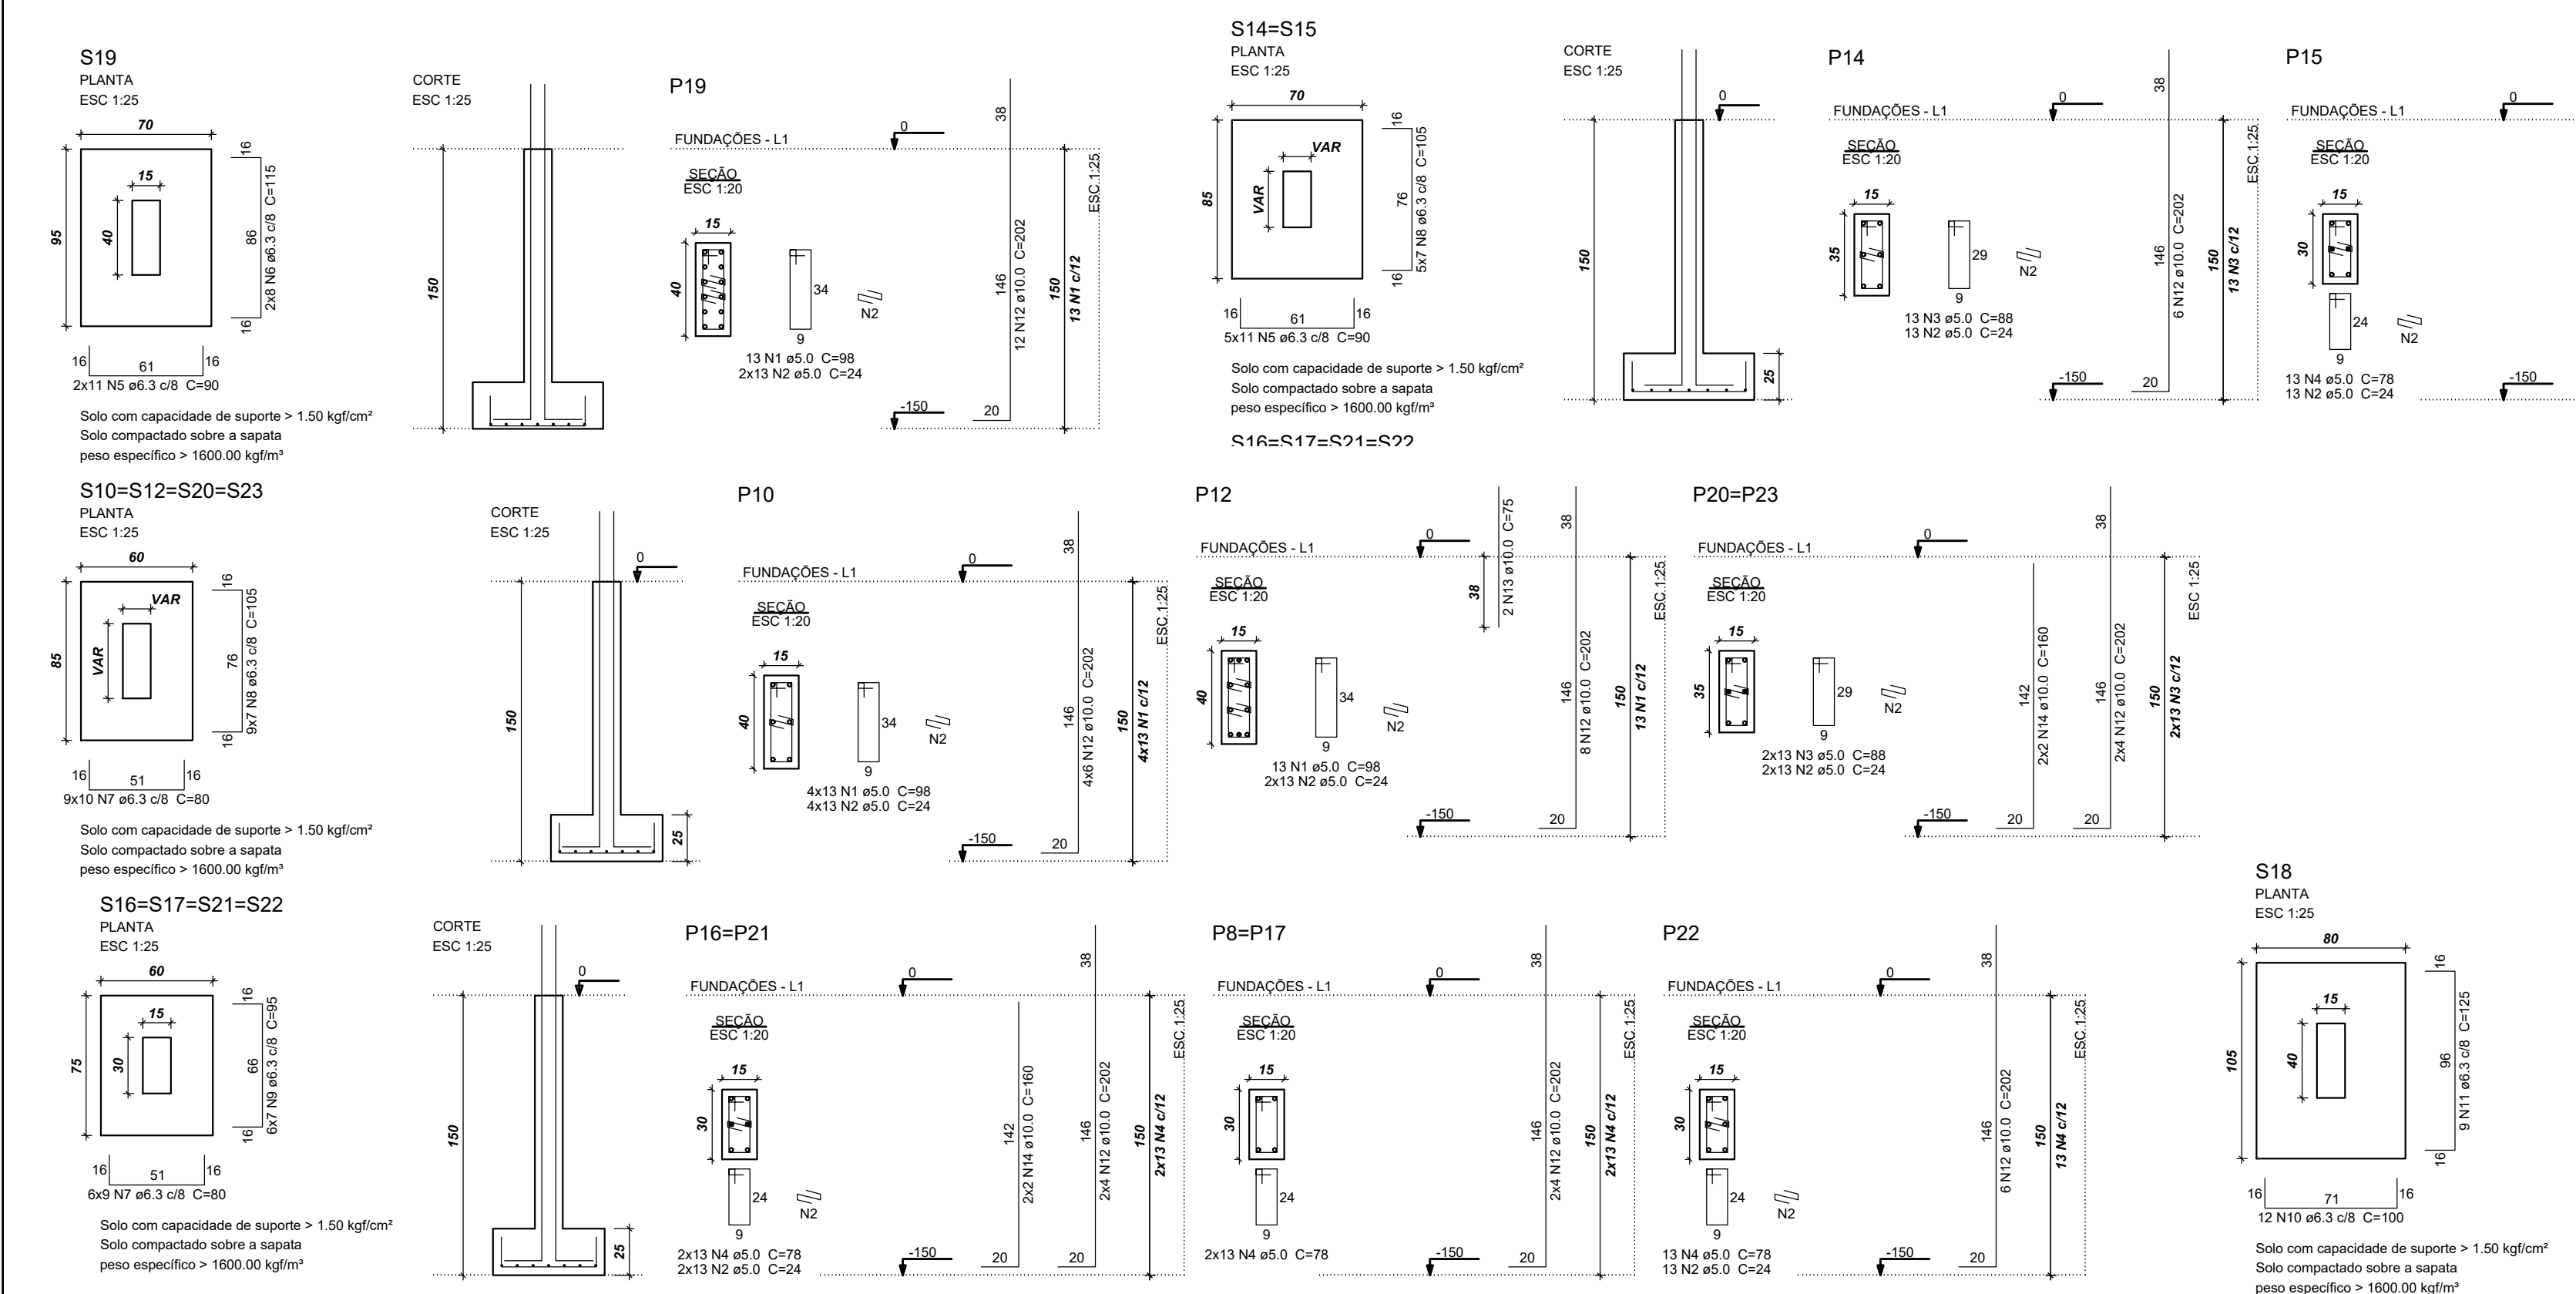 S19
PLANTA
ESC 1:25
70
95
15
40
16
86
16
2x8 N6 ø6.3 c/8 C=115
16
61
16
2x11 N5 ø6.3 c/8 C=90
Solo com capacidade de suporte > 1.50 kgf/cm²
Solo compactado sobre a sapata
peso específico > 1600.00 kgf/m³
CORTE
ESC 1:25
150
P19
FUNDAÇÕES - L1
0
SEÇÃO
ESC 1:20
15
40
34
9
N2
13 N1 ø5.0 C=98
2x13 N2 ø5.0 C=24
-150
38
146
12 N12 ø10.0 C=202
20
150
13 N1 c/12
ESC 1:25
S14=S15
PLANTA
ESC 1:25
70
85
VAR
VAR
16
76
16
5x7 N8 ø6.3 c/8 C=105
16
61
16
5x11 N5 ø6.3 c/8 C=90
Solo com capacidade de suporte > 1.50 kgf/cm²
Solo compactado sobre a sapata
peso específico > 1600.00 kgf/m³
S16=S17=S21=S22
CORTE
ESC 1:25
0
150
25
P14
FUNDAÇÕES - L1
0
SEÇÃO
ESC 1:20
15
35
29
9
N2
13 N3 ø5.0 C=88
13 N2 ø5.0 C=24
-150
38
146
6 N12 ø10.0 C=202
20
150
13 N3 c/12
ESC 1:25
P15
FUNDAÇÕES - L1
0
SEÇÃO
ESC 1:20
15
30
24
9
N2
13 N4 ø5.0 C=78
13 N2 ø5.0 C=24
-150
S10=S12=S20=S23
PLANTA
ESC 1:25
60
85
VAR
VAR
16
76
16
9x7 N8 ø6.3 c/8 C=105
16
51
16
9x10 N7 ø6.3 c/8 C=80
Solo com capacidade de suporte > 1.50 kgf/cm²
Solo compactado sobre a sapata
peso específico > 1600.00 kgf/m³
CORTE
ESC 1:25
0
150
25
P10
FUNDAÇÕES - L1
0
SEÇÃO
ESC 1:20
15
40
34
9
N2
4x13 N1 ø5.0 C=98
4x13 N2 ø5.0 C=24
-150
38
146
4x6 N12 ø10.0 C=202
20
150
4x13 N1 c/12
ESC 1:25
P12
FUNDAÇÕES - L1
0
SEÇÃO
ESC 1:20
15
40
34
9
N2
13 N1 ø5.0 C=98
2x13 N2 ø5.0 C=24
-150
38
2 N13 ø10.0 C=75
38
146
8 N12 ø10.0 C=202
20
150
13 N1 c/12
ESC 1:25
P20=P23
FUNDAÇÕES - L1
0
SEÇÃO
ESC 1:20
15
35
29
9
N2
2x13 N3 ø5.0 C=88
2x13 N2 ø5.0 C=24
-150
142
2x2 N14 ø10.0 C=160
20
38
146
2x4 N12 ø10.0 C=202
20
150
2x13 N3 c/12
ESC 1:25
S16=S17=S21=S22
PLANTA
ESC 1:25
60
75
15
30
16
66
16
6x7 N9 ø6.3 c/8 C=95
16
51
16
6x9 N7 ø6.3 c/8 C=80
Solo com capacidade de suporte > 1.50 kgf/cm²
Solo compactado sobre a sapata
peso específico > 1600.00 kgf/m³
CORTE
ESC 1:25
0
150
25
P16=P21
FUNDAÇÕES - L1
0
SEÇÃO
ESC 1:20
15
30
24
9
N2
2x13 N4 ø5.0 C=78
2x13 N2 ø5.0 C=24
-150
142
2x2 N14 ø10.0 C=160
20
38
146
2x4 N12 ø10.0 C=202
20
150
2x13 N4 c/12
ESC 1:25
P8=P17
FUNDAÇÕES - L1
0
SEÇÃO
ESC 1:20
15
30
24
9
2x13 N4 ø5.0 C=78
-150
38
146
2x4 N12 ø10.0 C=202
20
150
2x13 N4 c/12
ESC 1:25
P22
FUNDAÇÕES - L1
0
SEÇÃO
ESC 1:20
15
30
24
9
N2
13 N4 ø5.0 C=78
13 N2 ø5.0 C=24
-150
38
146
6 N12 ø10.0 C=202
20
150
13 N4 c/12
ESC 1:25
S18
PLANTA
ESC 1:25
80
105
15
40
16
96
16
9 N11 ø6.3 c/8 C=125
16
71
16
12 N10 ø6.3 c/8 C=100
Solo com capacidade de suporte > 1.50 kgf/cm²
Solo compactado sobre a sapata
peso específico > 1600.00 kgf/m³